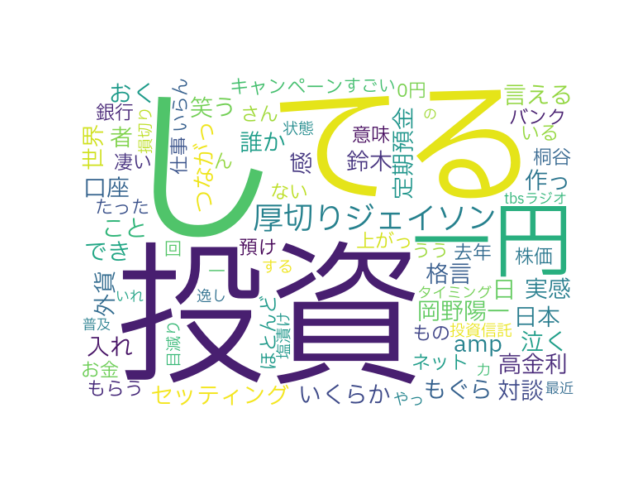 キャンペーン すごい 0円 言える
おく 笑う さん の バンク
銀行 損切り いらん 誰か 状態 意味 定期預金 いる
世界 者 仕事 つながっ ん 感 鈴木 桐谷
凄い ない 作っ
口座 tbsラジオ
たった し てる 厚切りジェイソン 一円
こと 上がっ
でき 回 預け うう 去年 株価
投資 一 する 格言
外貨 いれ 逸し ほとんど 塩漬け タイミング 日 実感
岡野陽一 日本
普及 目減り もの 投資信託
入れ amp 泣く
お金 ネット カ 高金利
もらう セッティング いくらか やっ もぐら 対談 最近